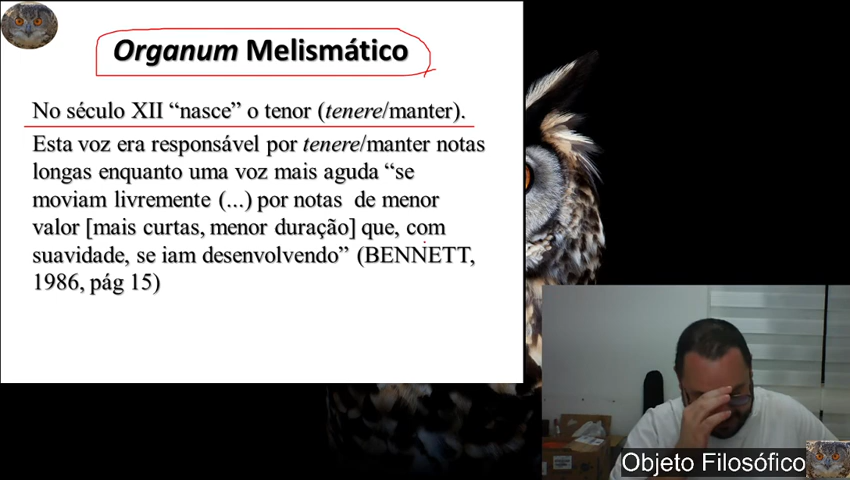 Organum Melismático
No século XII “nasce” o tenor (tenere/manter).
Esta voz era responsável por tenere/manter notas
longas enquanto uma voz mais aguda “se
moviam livremente (...) por notas de menor
valor [mais curtas, menor duração] que, com
suavidade, se iam desenvolvendo” (BENNETT,
1986, pág 15)
Objeto Filosófico